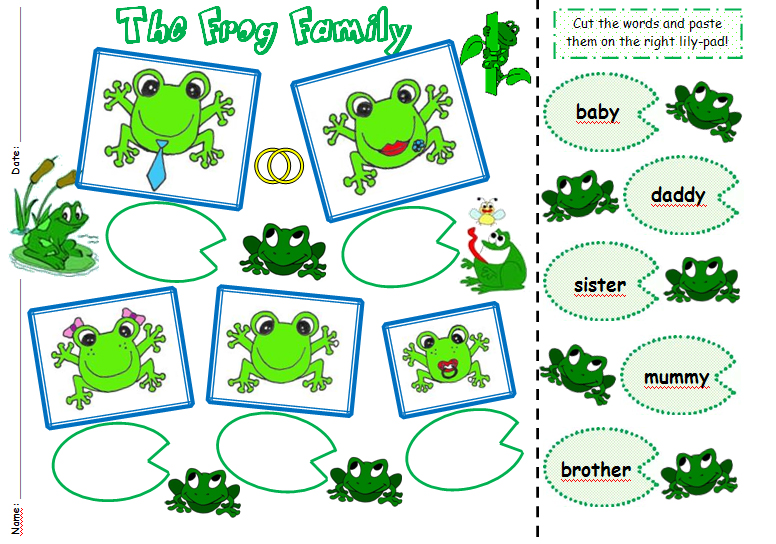 The Frog Family
Cut the words and paste
them on the right lily-pad!
baby
daddy
sister
mummy
brother
Date:
Name: